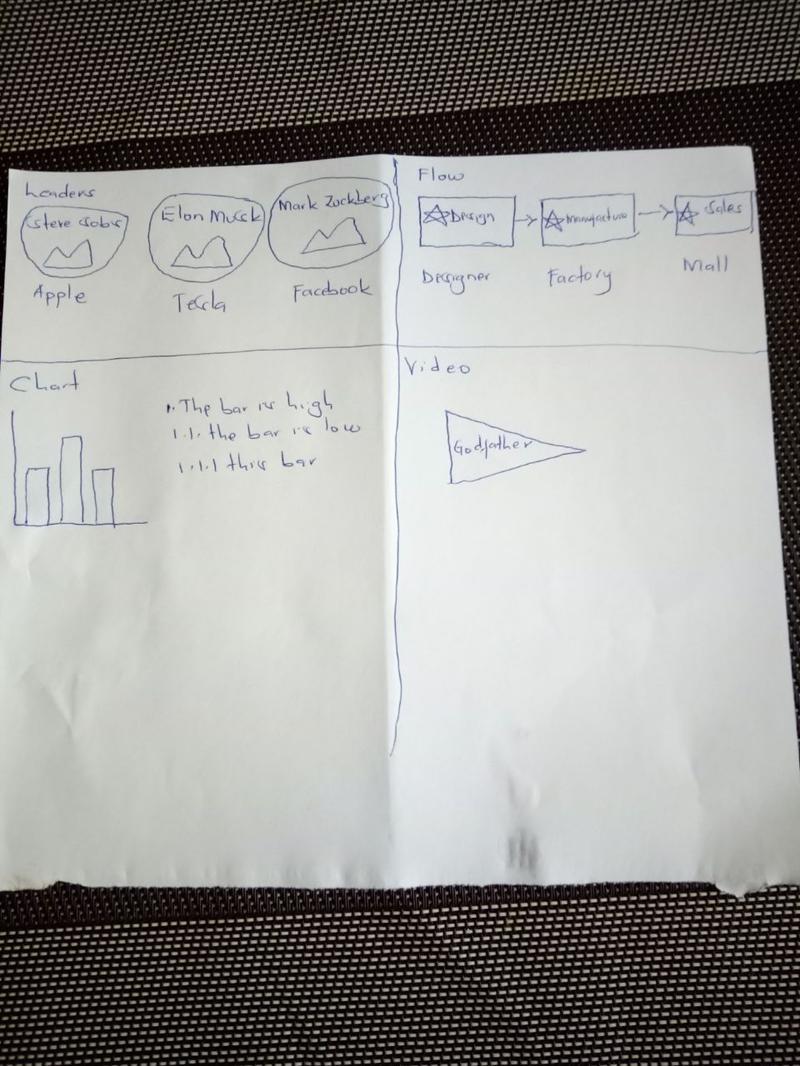 Leaders
Steve Jobs
Elon Musk
Mark Zuckberg
Apple
Tesla
Facebook
Flow
Design
Manufacture
Sales
Designer
Factory
Mall
Chart
1. The bar is high
1.1. the bar is low
1.1.1 this bar
Video
Godfather